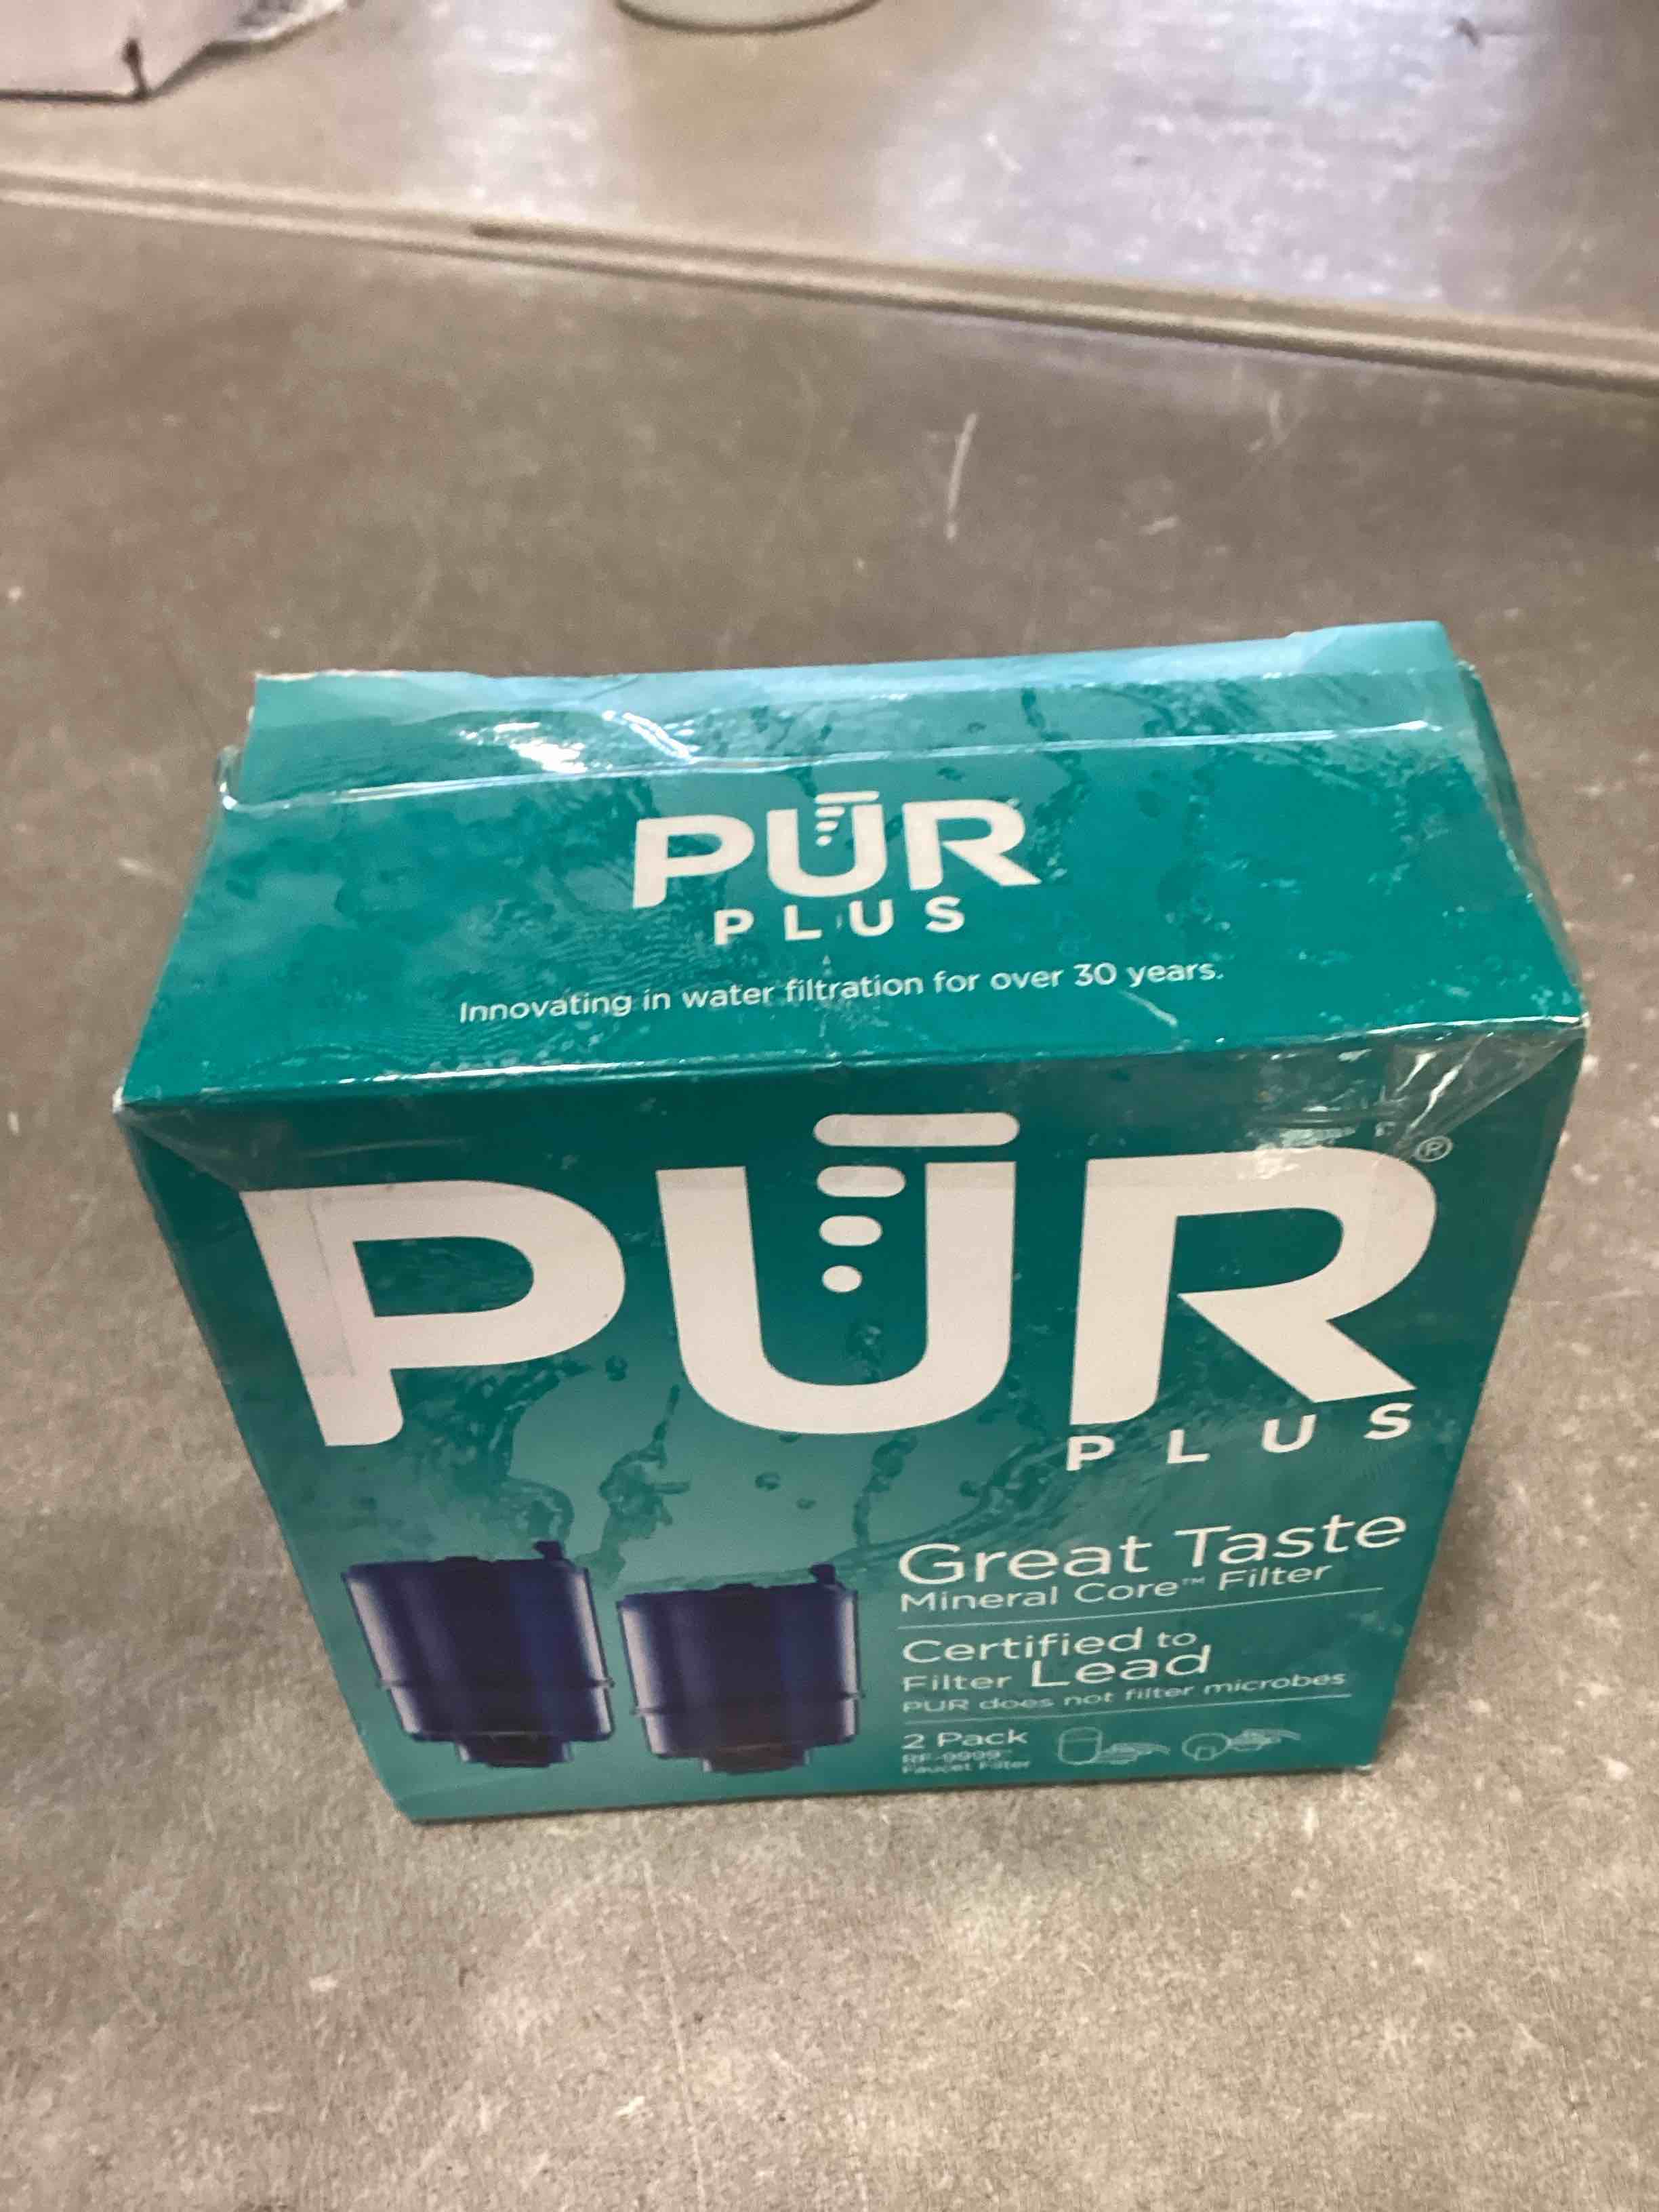 PŪR
PLUS
Innovating in water filtration for over 30 years.
PŪR®
PLUS
Great Taste
Mineral Core™ Filter
Certified to
Filter Lead
PUR does not filter microbes
2 Pack
RF-9999™
Faucet Filter